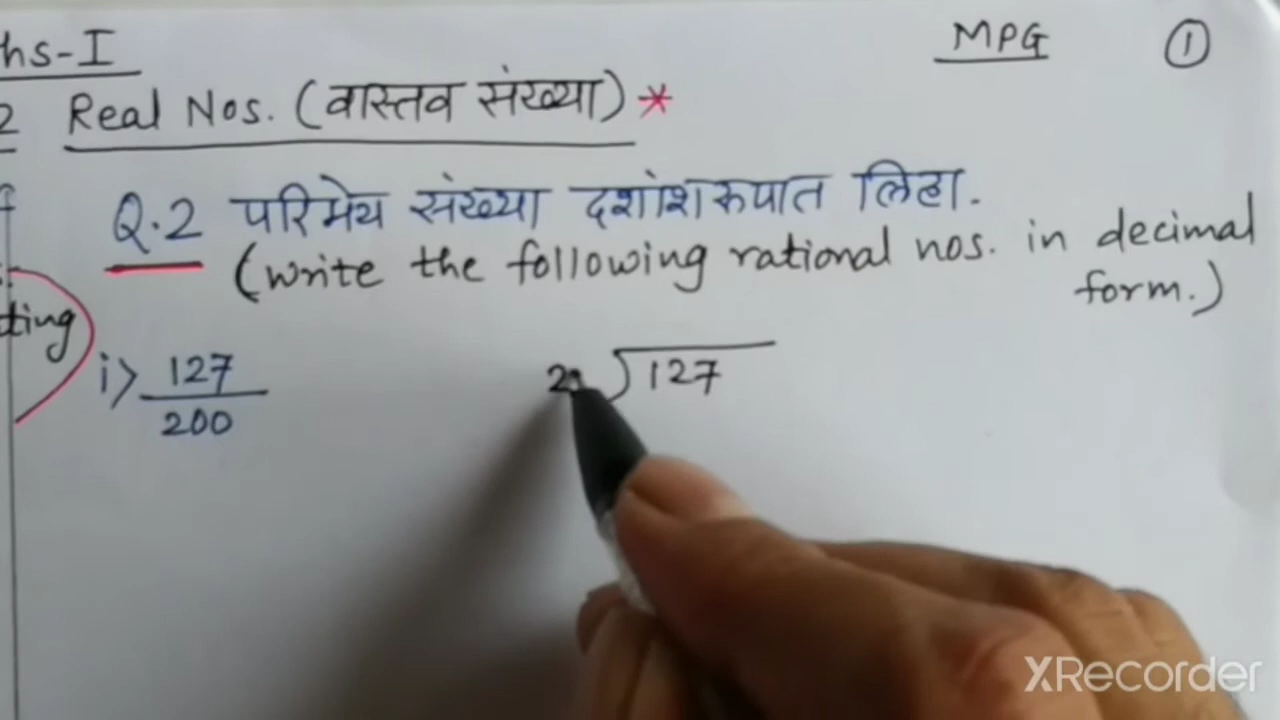 hs-I
MPG ①
2 Real Nos. (वास्तव संख्या) *
Q.2 परिमेय संख्या दशांशरुपात लिहा.
(Write the following rational nos. in decimal
form.)
ting
i> 127 127
200
XRecorder